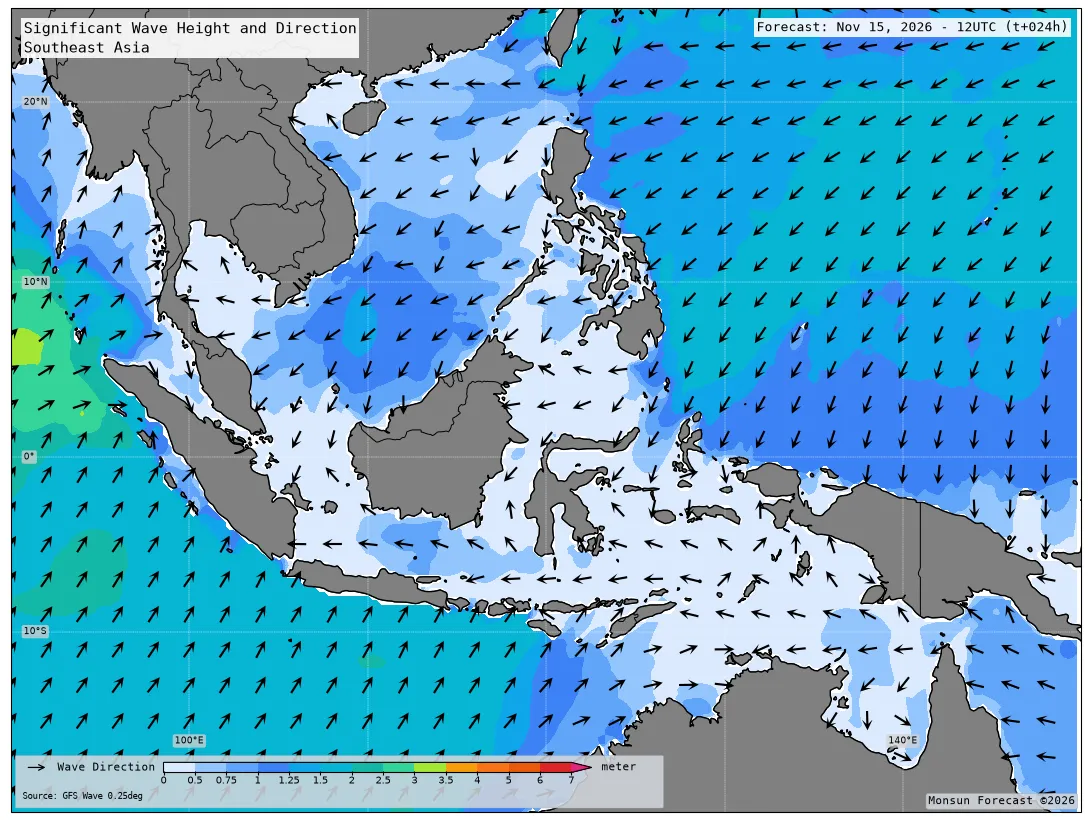 Significant Wave Height and Direction
Southeast Asia
Forecast: Nov 15, 2026 - 12UTC (t+024h)
20°N
10°N
0°
10°S
100°E
140°E
Wave Direction
meter
0 0.5 0.75 1 1.25 1.5 2 2.5 3 3.5 4 5 6 7
Source: GFS Wave 0.25deg
Monsun Forecast ©2026